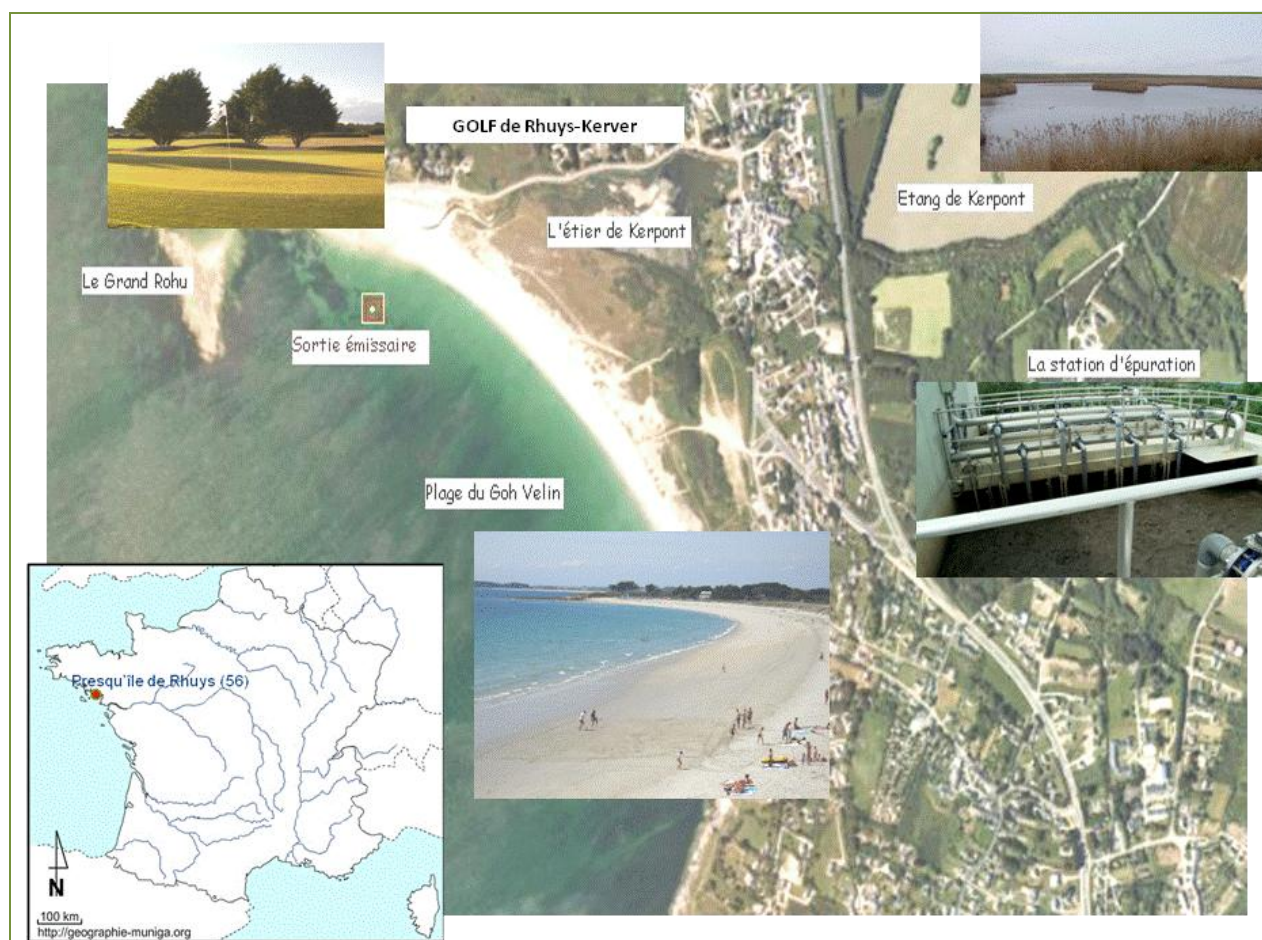 GOLF de Rhuys-Kerver
Etang de Kerpont
L'étier de Kerpont
Le Grand Rohu
Sortie émissaire
La station d'épuration
Plage du Goh Velin
Presqu'île de Rhuys (56)
N
100 km
http://geographie-muniga.org